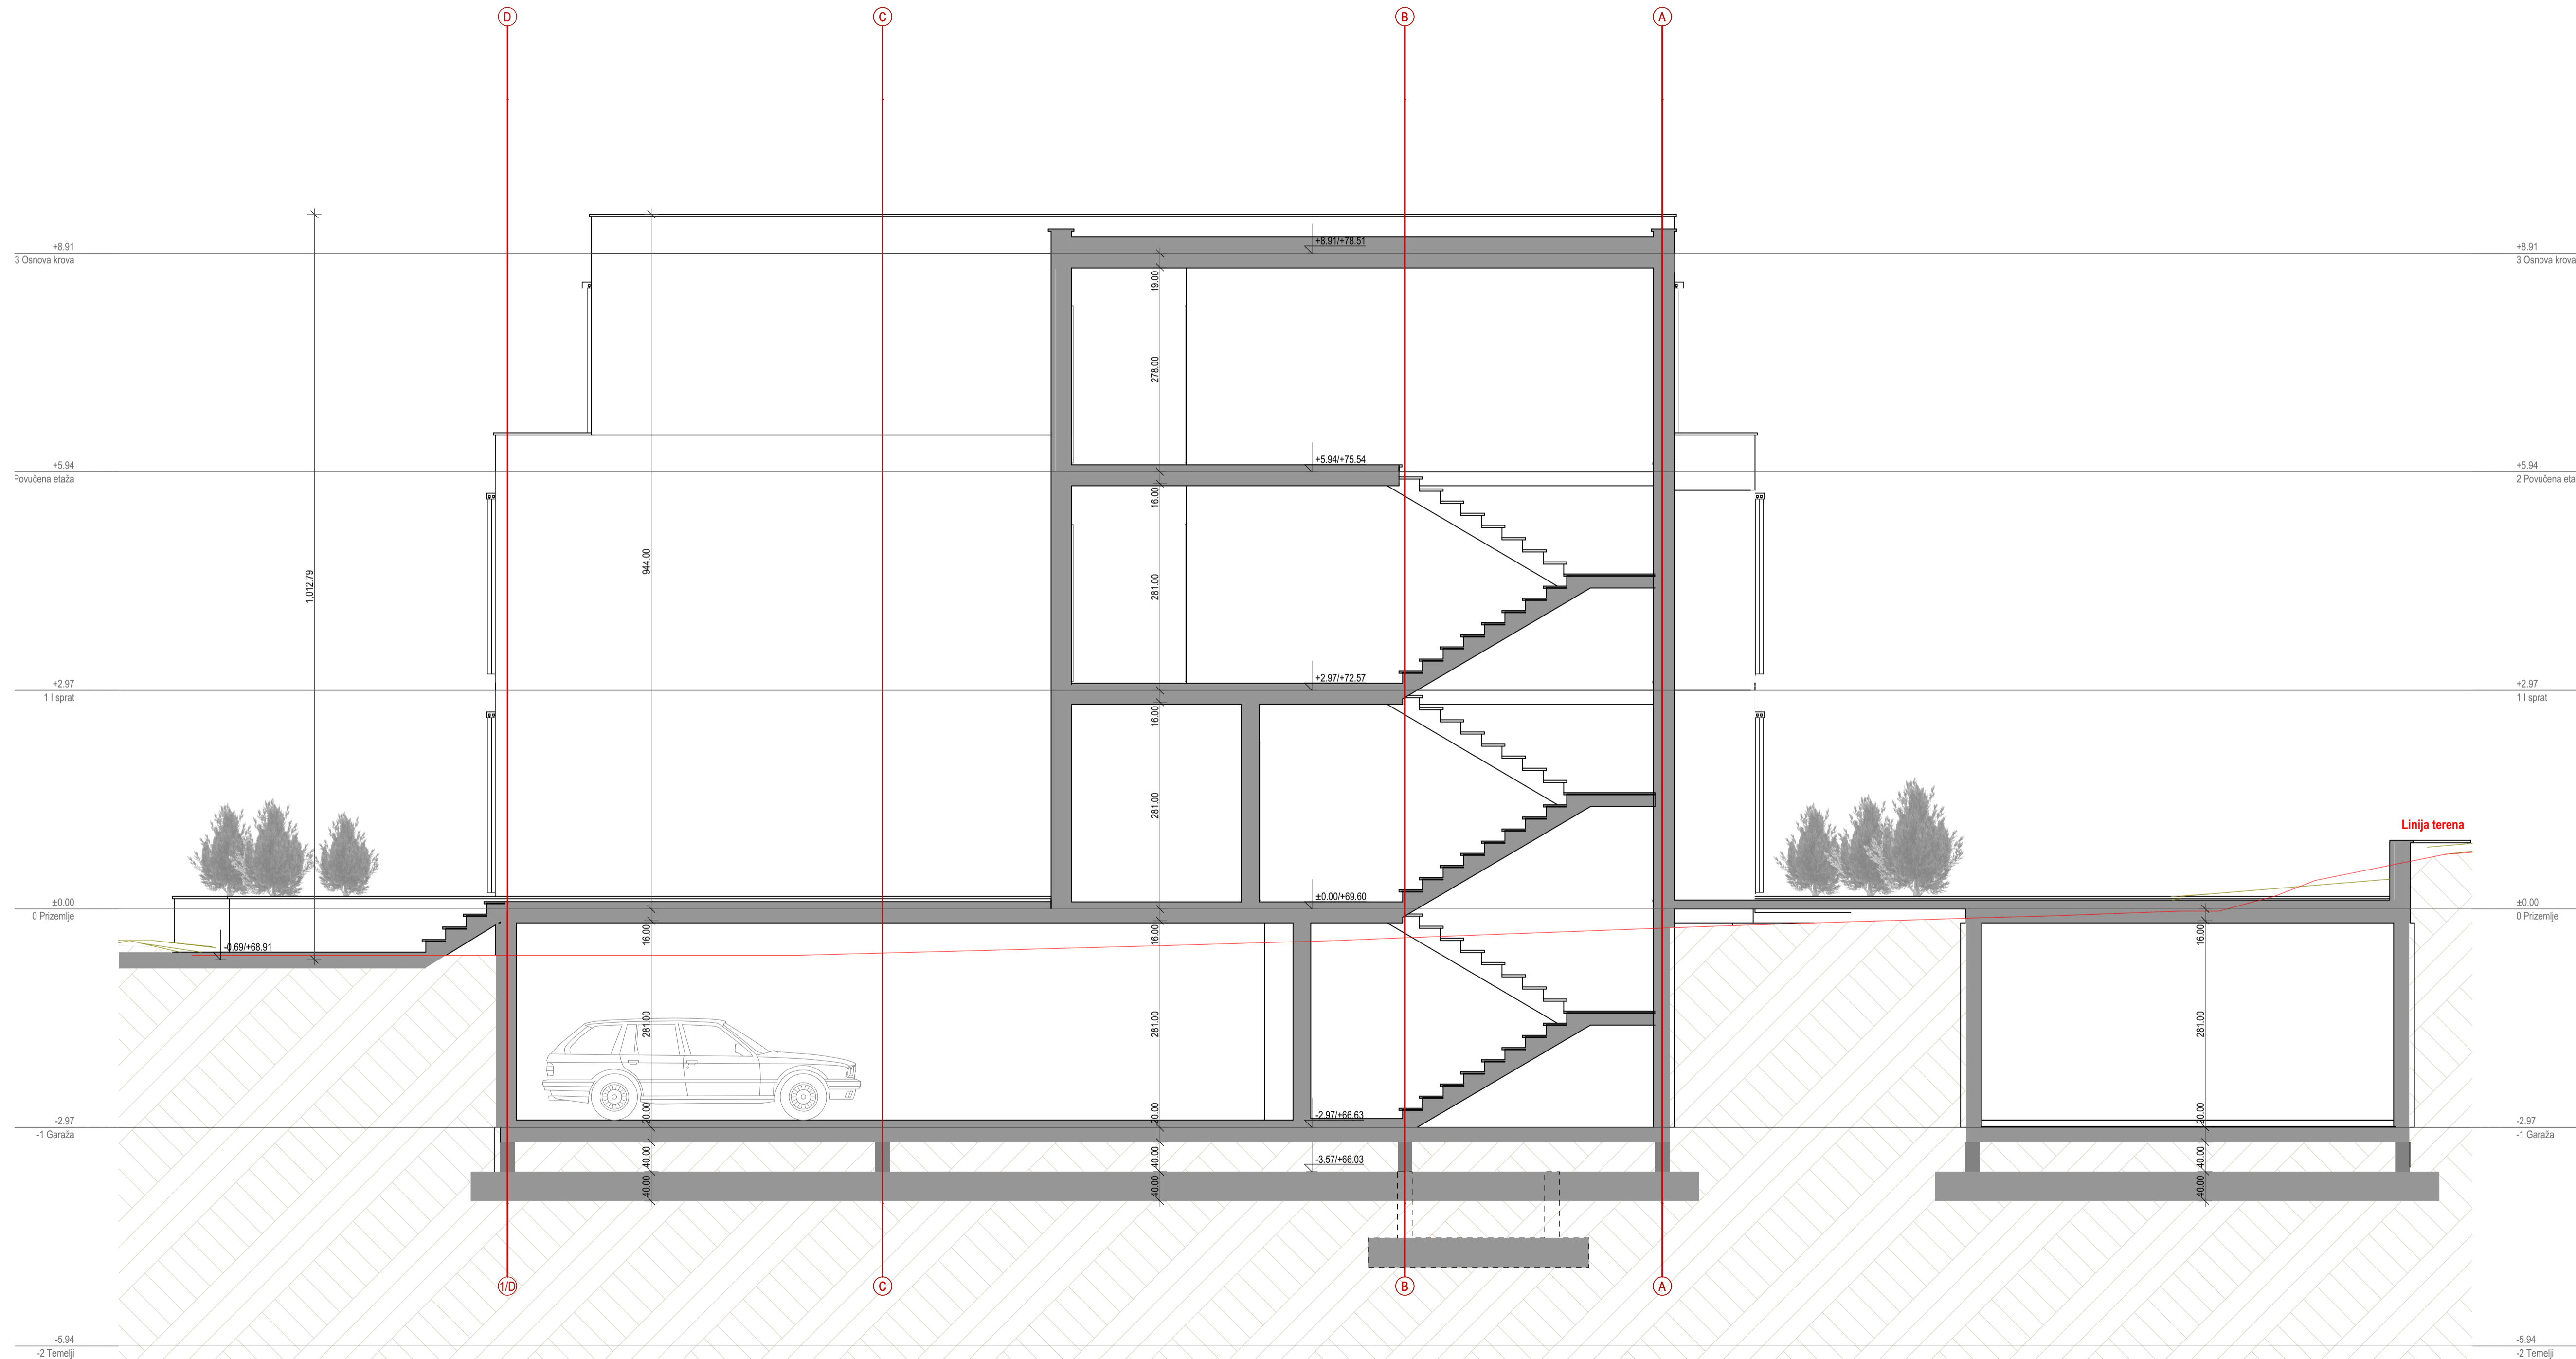 D
C
B
A
+8.91
3 Osnova krova
+8.91/+78.51
+8.91
3 Osnova krova
19.00
278.00
+5.94
Povučena etaža
+5.94/+75.54
+5.94
2 Povučena eta
16.00
944.00
1,012.79
281.00
+2.97
1 I sprat
+2.97/+72.57
+2.97
1 I sprat
16.00
281.00
Linija terena
±0.00
0 Prizemlje
±0.00/+69.60
±0.00
0 Prizemlje
16.00
16.00
16.00
-0.69/+68.91
281.00
281.00
281.00
20.00
20.00
20.00
-2.97
-1 Garaža
-2.97/+66.63
-2.97
-1 Garaža
40.00
40.00
-3.57/+66.03
40.00
40.00
40.00
40.00
1/D
C
B
A
-5.94
-2 Temelji
-5.94
-2 Temelji